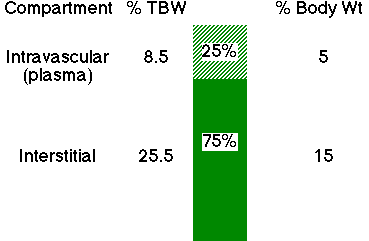 Compartment % TBW % Body Wt
Intravascular 8.5 25% 5
(plasma)
Interstitial 25.5 75% 15